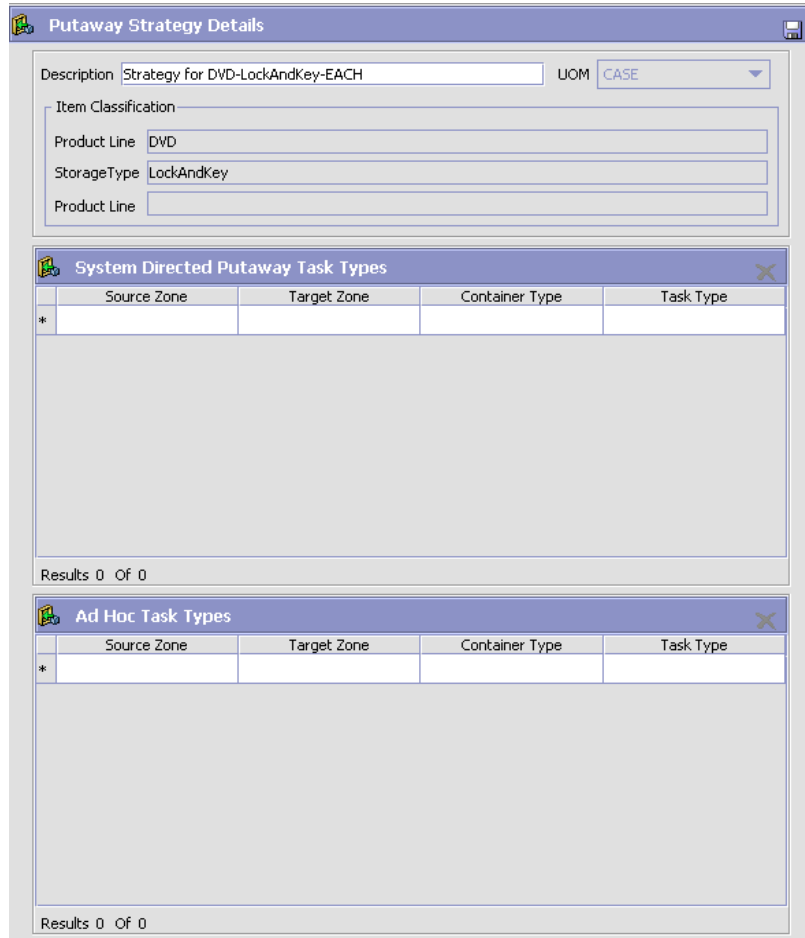 Putaway Strategy Details
Description Strategy for DVD-LockAndKey-EACH UOM CASE
Item Classification
Product Line DVD
StorageType LockAndKey
Product Line
System Directed Putaway Task Types
Source Zone Target Zone Container Type Task Type
*
Results 0 Of 0
Ad Hoc Task Types
Source Zone Target Zone Container Type Task Type
*
Results 0 Of 0